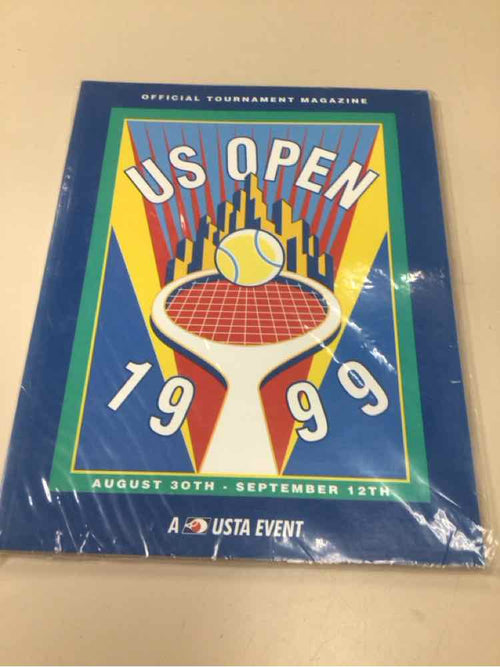 OFFICIAL TOURNAMENT MAGAZINE
US OPEN
1999
AUGUST 30TH - SEPTEMBER 12TH
A USTA EVENT